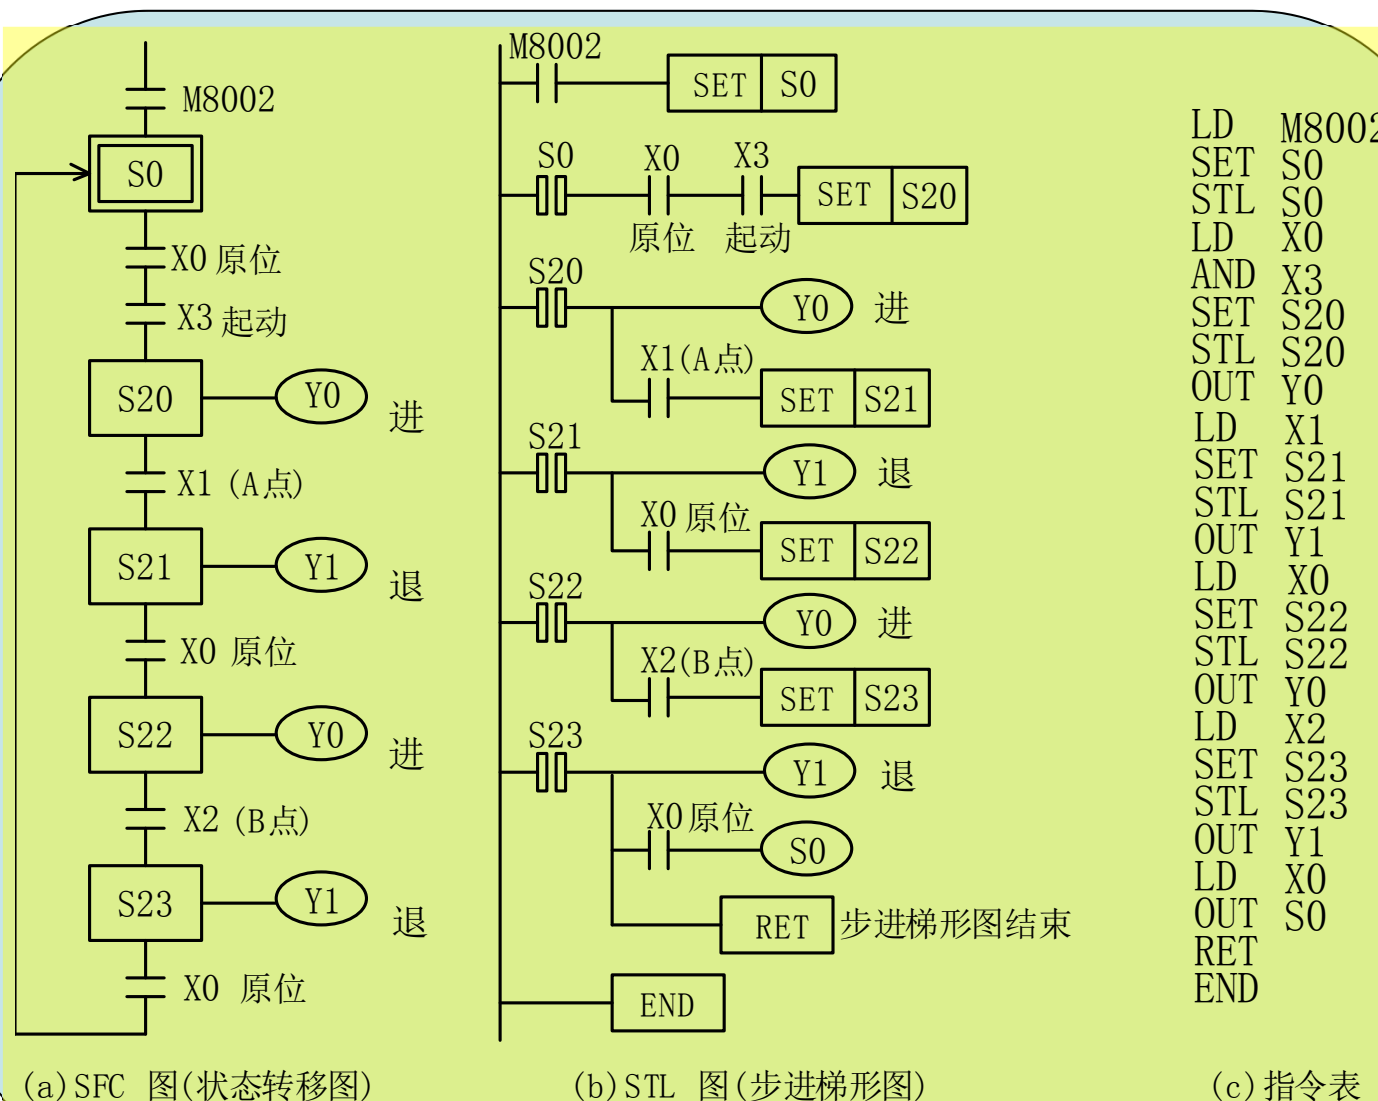 M8002
S0
X0 原位
X3 起动
S20 Y0 进
X1 (A点)
S21 Y1 退
X0 原位
S22 Y0 进
X2 (B点)
S23 Y1 退
X0 原位
(a)SFC 图(状态转移图)
M8002
SET S0
S0 X0 X3
SET S20
原位 起动
S20
Y0 进
X1(A点)
SET S21
S21
Y1 退
X0 原位
SET S22
S22
Y0 进
X2(B点)
SET S23
S23
Y1 退
X0原位
S0
RET 步进梯形图结束
END
(b)STL 图(步进梯形图)
LD M8002
SET S0
STL S0
LD X0
AND X3
SET S20
STL S20
OUT Y0
LD X1
SET S21
STL S21
OUT Y1
LD X0
SET S22
STL S22
OUT Y0
LD X2
SET S23
STL S23
OUT Y1
LD X0
OUT S0
RET
END
(c)指令表